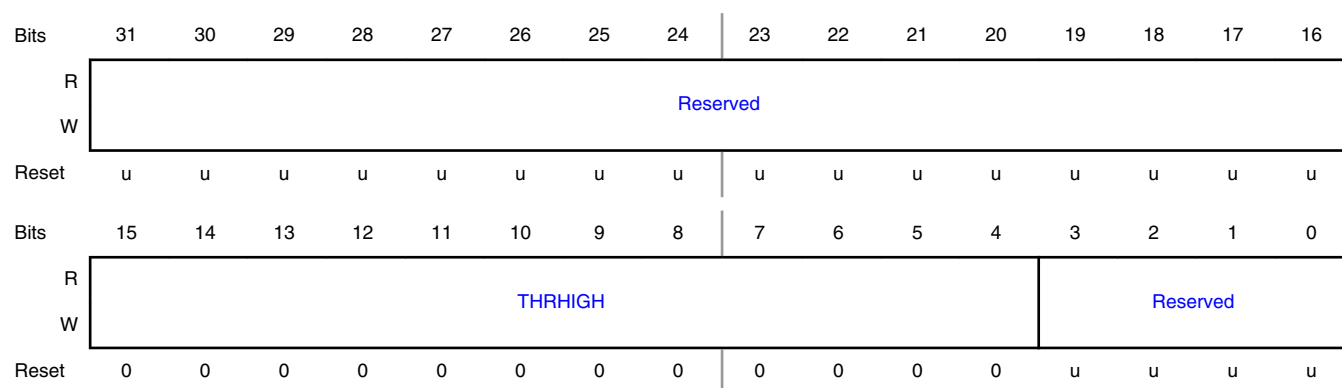 Bits 31 30 29 28 27 26 25 24 23 22 21 20 19 18 17 16
R
Reserved
W
Reset u u u u u u u u u u u u u u u u
Bits 15 14 13 12 11 10 9 8 7 6 5 4 3 2 1 0
R
THRHIGH Reserved
W
Reset 0 0 0 0 0 0 0 0 0 0 0 0 u u u u